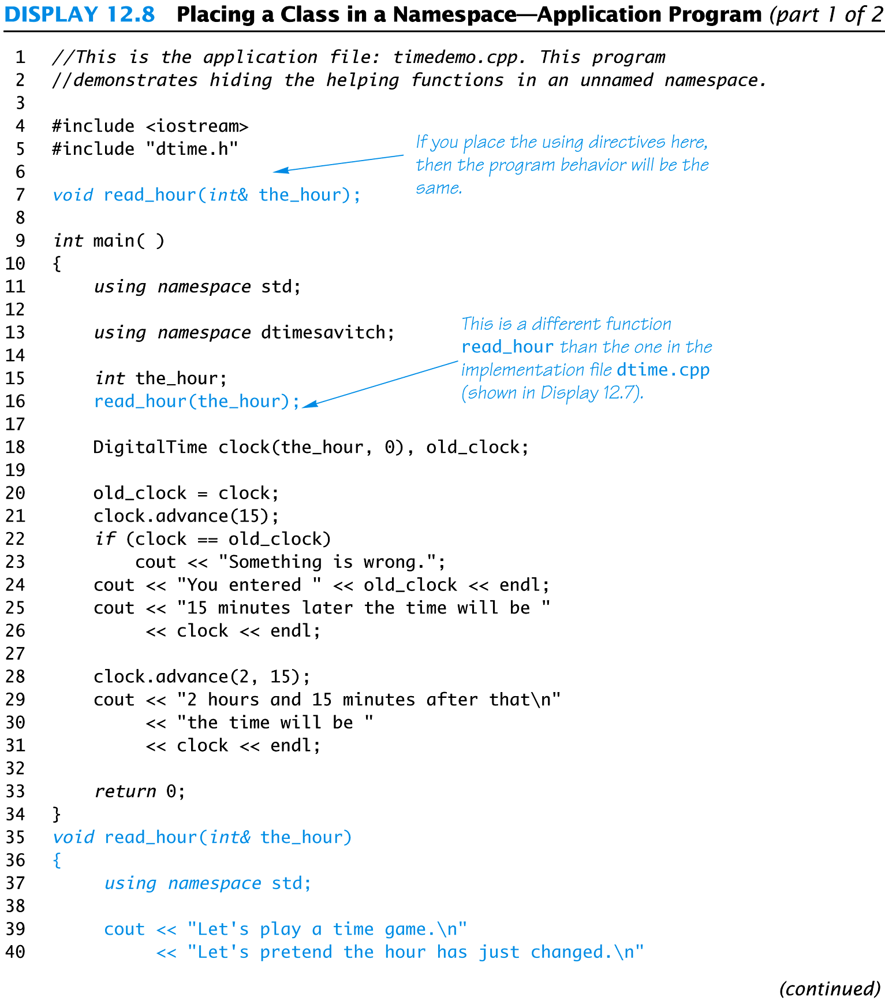 DISPLAY 12.8 Placing a Class in a Namespace—Application Program (part 1 of 2
1 //This is the application file: timedemo.cpp. This program
2 //demonstrates hiding the helping functions in an unnamed namespace.
3
4 #include <iostream>
5 #include "dtime.h"
If you place the using directives here,
then the program behavior will be the
same.
6
7 void read_hour(int& the_hour);
8
9 int main( )
10 {
11 using namespace std;
12
13 using namespace dtimesavitch;
This is a different function
read_hour than the one in the
implementation file dtime.cpp
(shown in Display 12.7).
14
15 int the_hour;
16 read_hour(the_hour);
17
18 DigitalTime clock(the_hour, 0), old_clock;
19
20 old_clock = clock;
21 clock.advance(15);
22 if (clock == old_clock)
23 cout << "Something is wrong.";
24 cout << "You entered " << old_clock << endl;
25 cout << "15 minutes later the time will be "
26 << clock << endl;
27
28 clock.advance(2, 15);
29 cout << "2 hours and 15 minutes after that\n"
30 << "the time will be "
31 << clock << endl;
32
33 return 0;
34 }
35 void read_hour(int& the_hour)
36 {
37 using namespace std;
38
39 cout << "Let's play a time game.\n"
40 << "Let's pretend the hour has just changed.\n"
(continued)